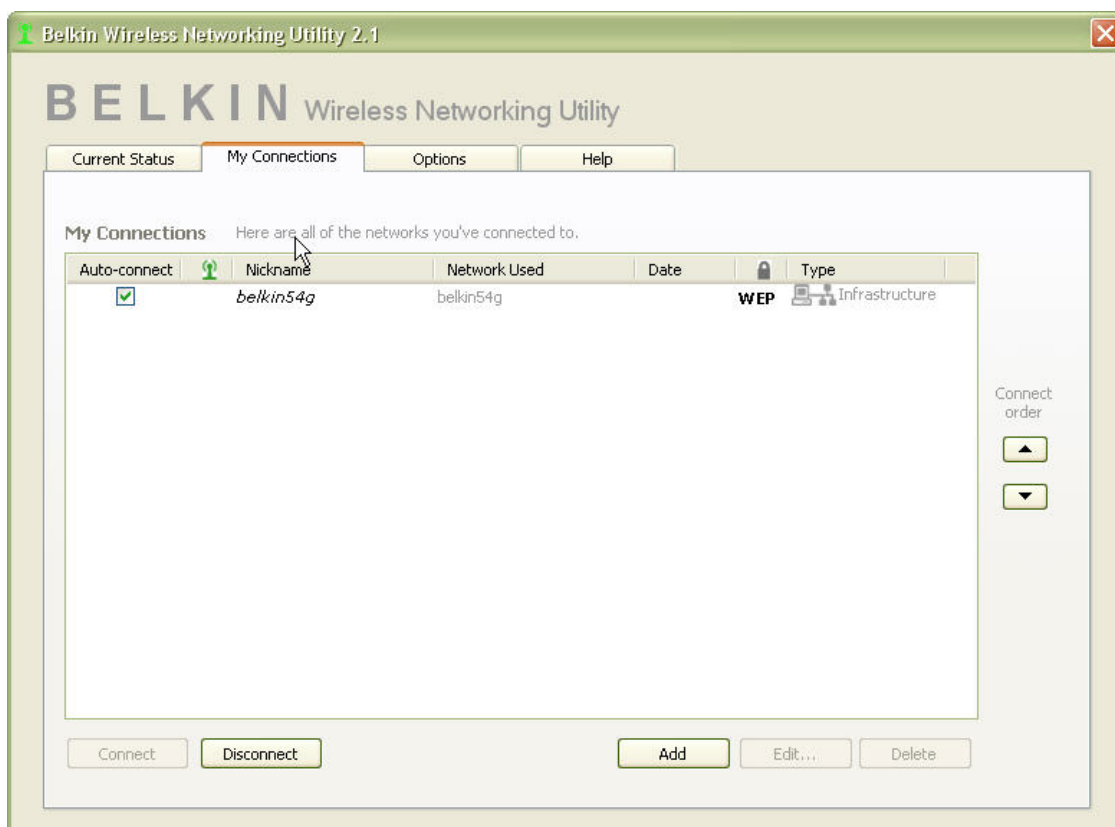 Belkin Wireless Networking Utility 2.1
BELKIN Wireless Networking Utility
Current Status My Connections Options Help
My Connections Here are all of the networks you've connected to.
Auto-connect Nickname Network Used Date Type
belkin54g belkin54g WEP Infrastructure
Connect
order
Connect Disconnect Add Edit... Delete